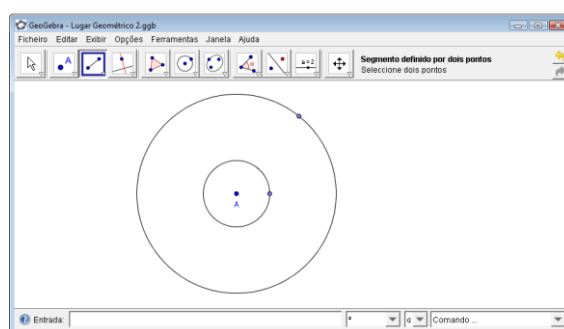 GeoGebra - Lugar Geométrico 2.ggb
Ficheiro Editar Exibir Opções Ferramentas Janela Ajuda
A
a=2
Segmento definido por dois pontos
Seleccione dois pontos
A
Entrada:
α
Comando ...